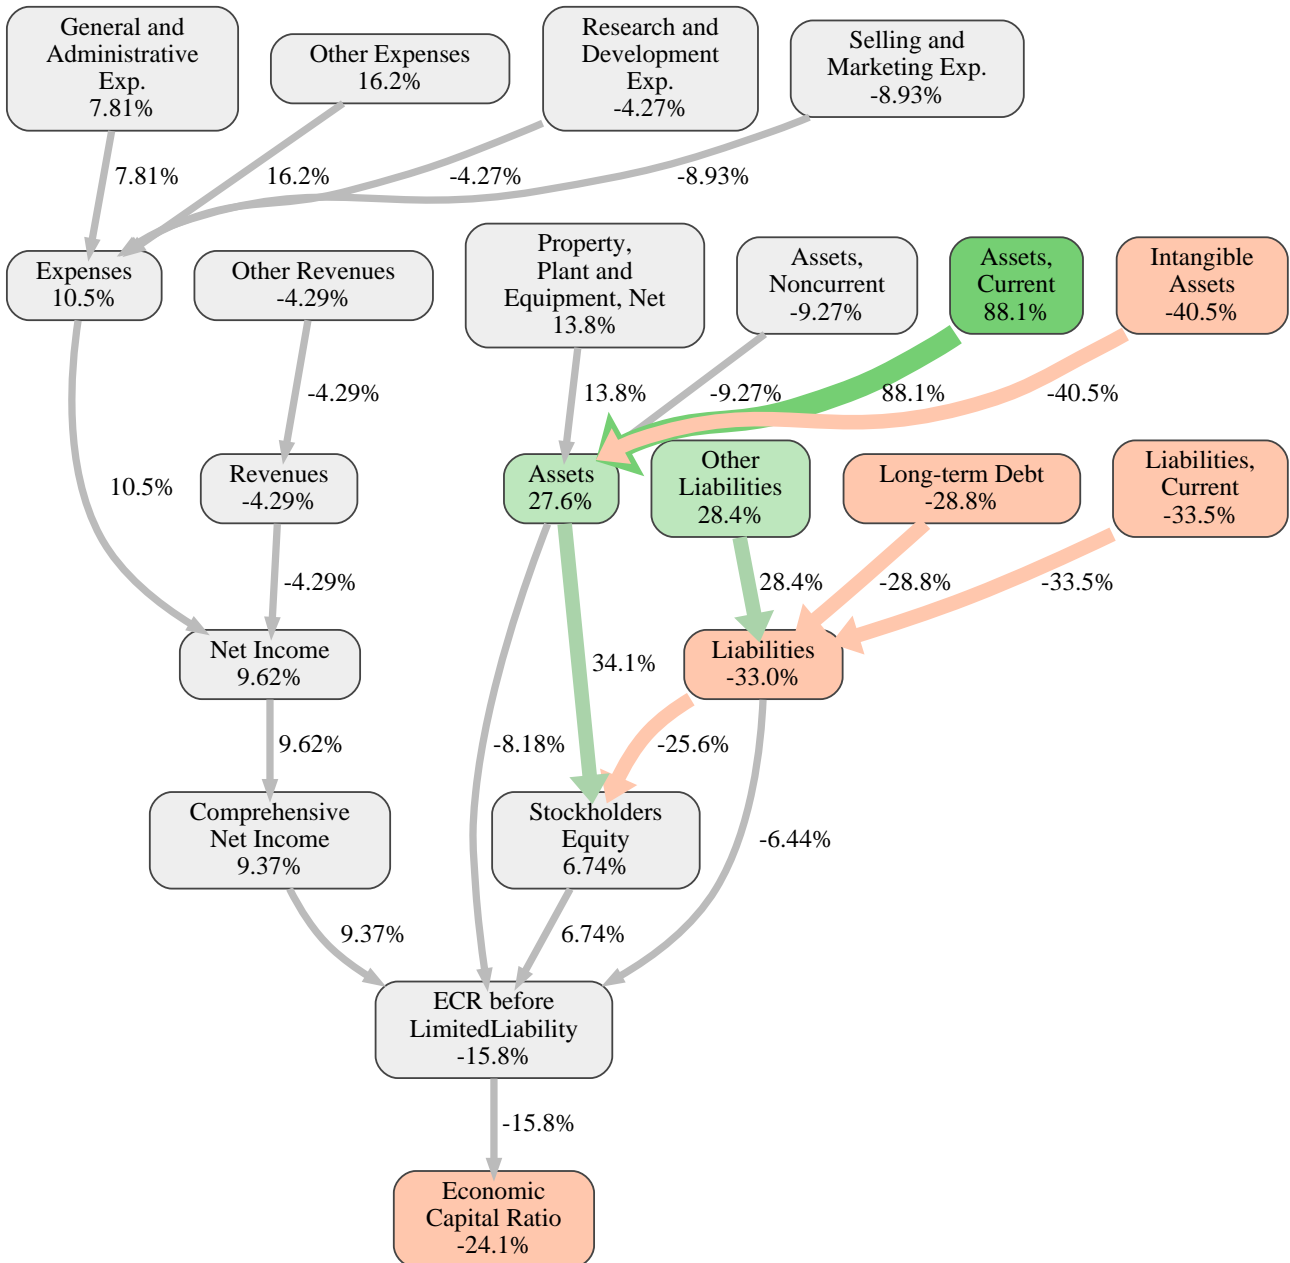 General and
Administrative
Exp.
7.81%
Other Expenses
16.2%
Research and
Development
Exp.
-4.27%
Selling and
Marketing Exp.
-8.93%
7.81%
16.2%
-4.27%
-8.93%
Expenses
10.5%
Other Revenues
-4.29%
Property,
Plant and
Equipment, Net
13.8%
Assets,
Noncurrent
-9.27%
Assets,
Current
88.1%
Intangible
Assets
-40.5%
-4.29%
13.8%
-9.27%
88.1%
-40.5%
10.5%
Revenues
-4.29%
Assets
27.6%
Other
Liabilities
28.4%
Long-term Debt
-28.8%
Liabilities,
Current
-33.5%
-4.29%
28.4%
-28.8%
-33.5%
Net Income
9.62%
34.1%
Liabilities
-33.0%
9.62%
-8.18%
-25.6%
Comprehensive
Net Income
9.37%
Stockholders
Equity
6.74%
-6.44%
9.37%
6.74%
ECR before
LimitedLiability
-15.8%
-15.8%
Economic
Capital Ratio
-24.1%